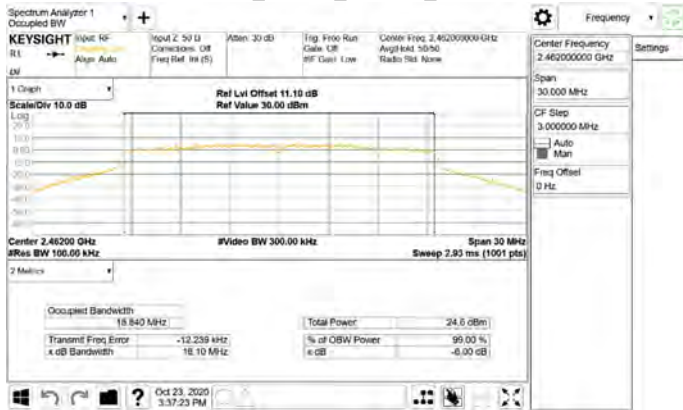 Spectrum Analyzer 1
Occupied BW
+
Frequency
KEYSIGHT
Input: RF
Align: Auto
Input Z: 50 Ω
Corrections: Off
Freq Ref: Int (S)
Atten: 30 dB
Trig: Free Run
Gate: Off
#IF Gain: Low
Center Freq: 2.462000000 GHz
Avg|Hold: 50/50
Radio Std: None
Center Frequency
2.462000000 GHz
Settings
Span
30.000 MHz
CF Step
3.000000 MHz
Auto
Man
Freq Offset
0 Hz
1 Graph
Scale/Div 10.0 dB
Ref Lvl Offset 11.10 dB
Ref Value 30.00 dBm
Log
Center 2.46200 GHz
#Video BW 300.00 kHz
Span 30 MHz
#Res BW 100.00 kHz
Sweep 2.93 ms (1001 pts)
2 Metrics
Occupied Bandwidth
MHz
Total Power
24.6 dBm
Transmit Freq Error
-12.239 kHz
% of OBW Power
99.00 %
x dB Bandwidth
16.10 MHz
x dB
-6.00 dB
?
Oct 23, 2020
3:37:23 PM